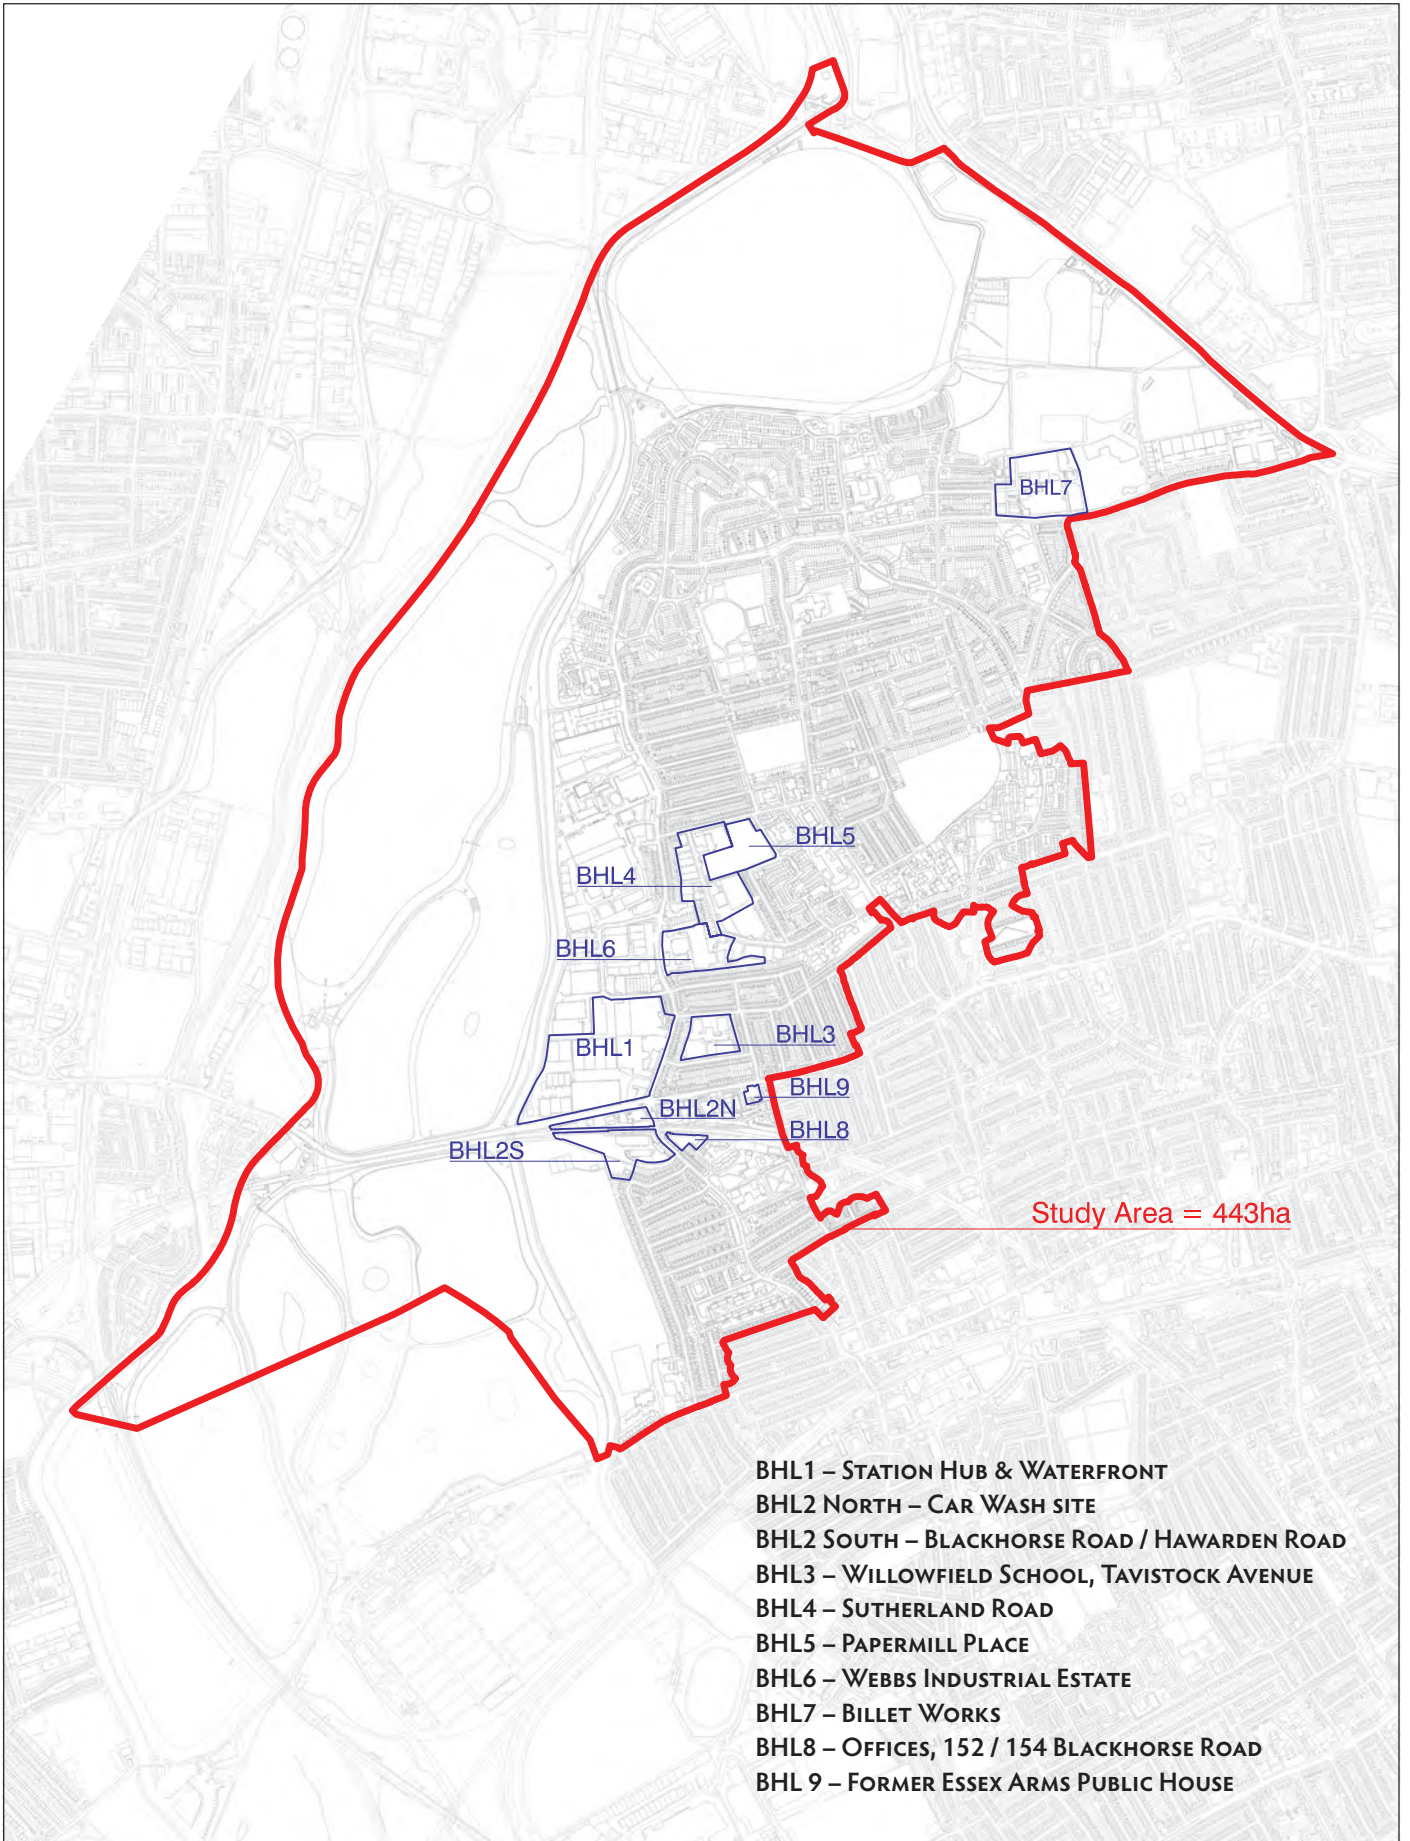 BHL7
BHL5
BHL4
BHL6
BHL1
BHL3
BHL9
BHL2N
BHL8
BHL2S
Study Area = 443ha
BHL1 – Station Hub & Waterfront
BHL2 North – Car Wash site
BHL2 South – Blackhorse Road / Hawarden Road
BHL3 – Willowfield School, Tavistock Avenue
BHL4 – Sutherland Road
BHL5 – Papermill Place
BHL6 – Webbs Industrial Estate
BHL7 – Billet Works
BHL8 – Offices, 152 / 154 Blackhorse Road
BHL 9 – Former Essex Arms Public House